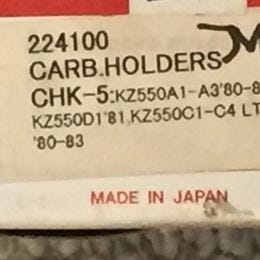 224100
CARB.HOLDERS
CHK-5:KZ550A1-A3'80-8
KZ550D1'81,KZ550C1-C4 LT
'80-83
MADE IN JAPAN